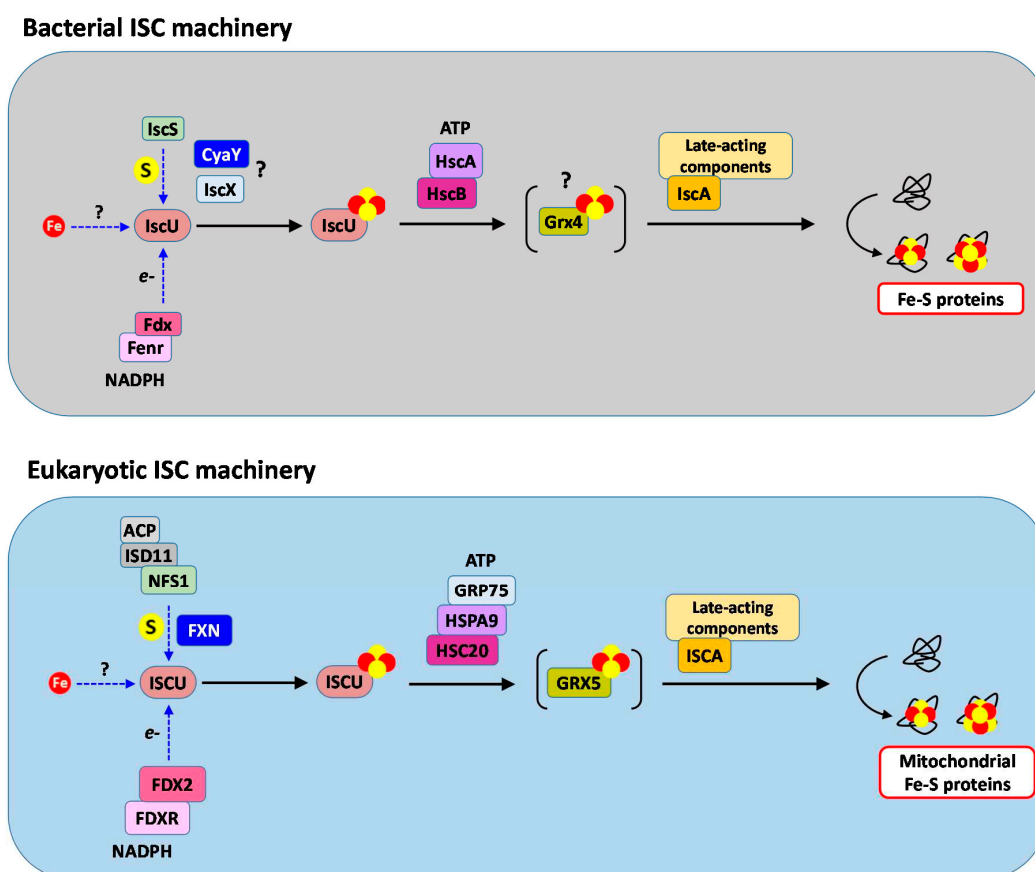 Bacterial ISC machinery
IscS
S
CyaY
?
IscX
Fe
?
IscU
e-
Fdx
Fenr
NADPH
IscU
ATP
HscA
HscB
?
Grx4
Late-acting
components
IscA
Fe-S proteins
Eukaryotic ISC machinery
ACP
ISD11
NFS1
S
FXN
Fe
?
ISCU
e-
FDX2
FDXR
NADPH
ISCU
ATP
GRP75
HSPA9
HSC20
GRX5
Late-acting
components
ISCA
Mitochondrial
Fe-S proteins